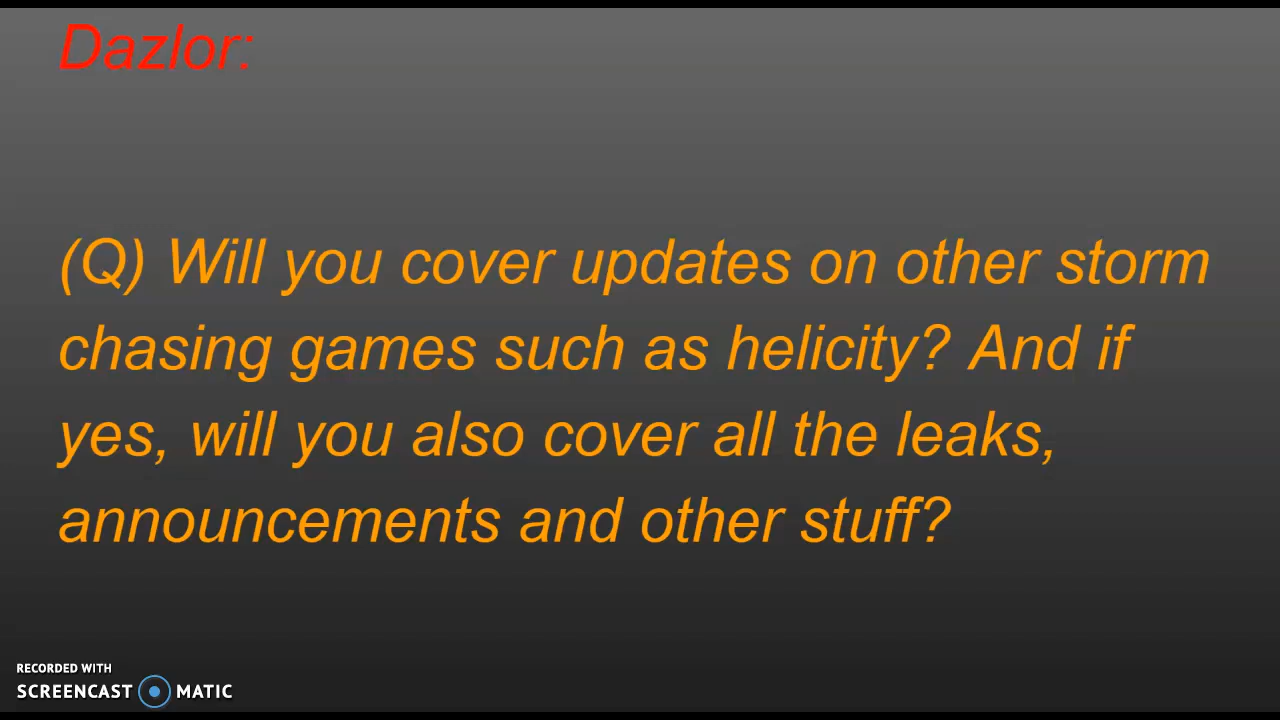 Dazlor:
(Q) Will you cover updates on other storm
chasing games such as helicity? And if
yes, will you also cover all the leaks,
announcements and other stuff?
RECORDED WITH
SCREENCAST MATIC